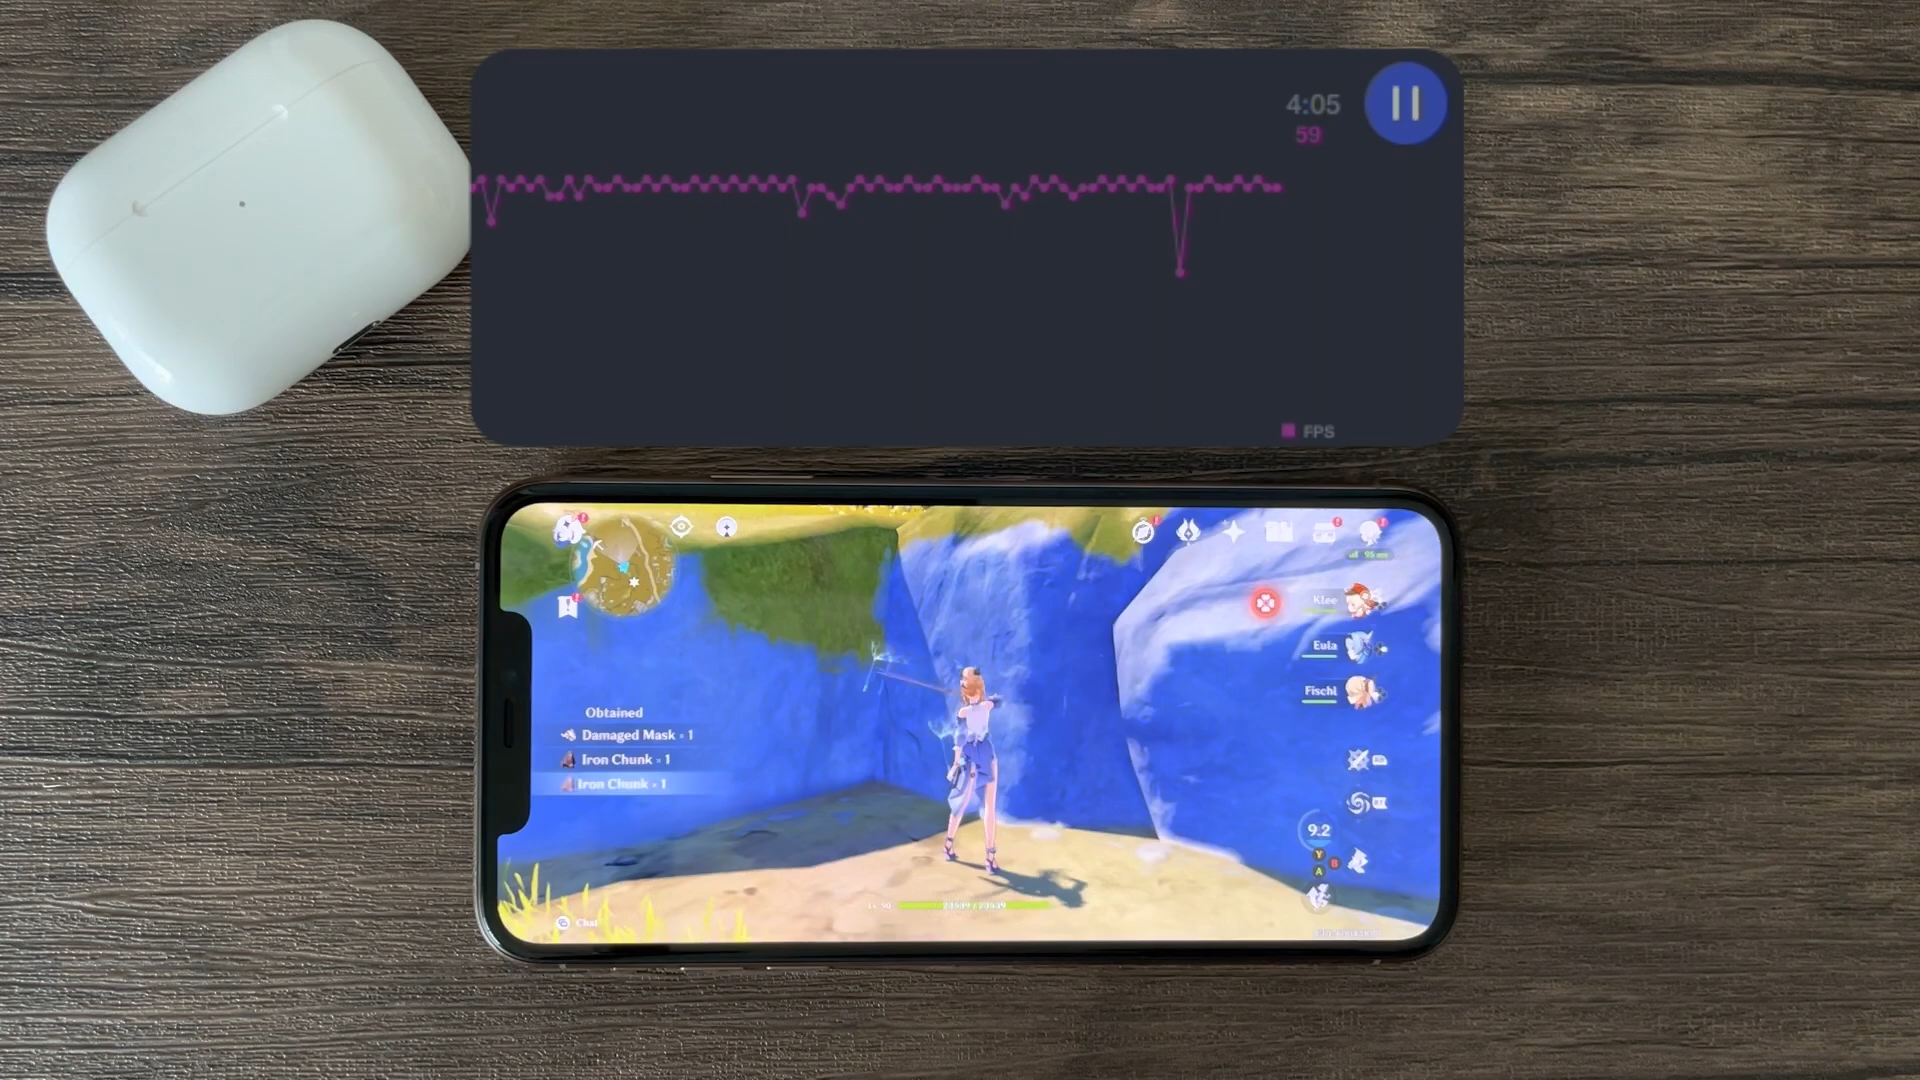 4:05
59
FPS
Klee
Eula
Fischl
Obtained
Damaged Mask × 1
Iron Chunk × 1
Iron Chunk × 1
9.2
Y
B
A
Chat